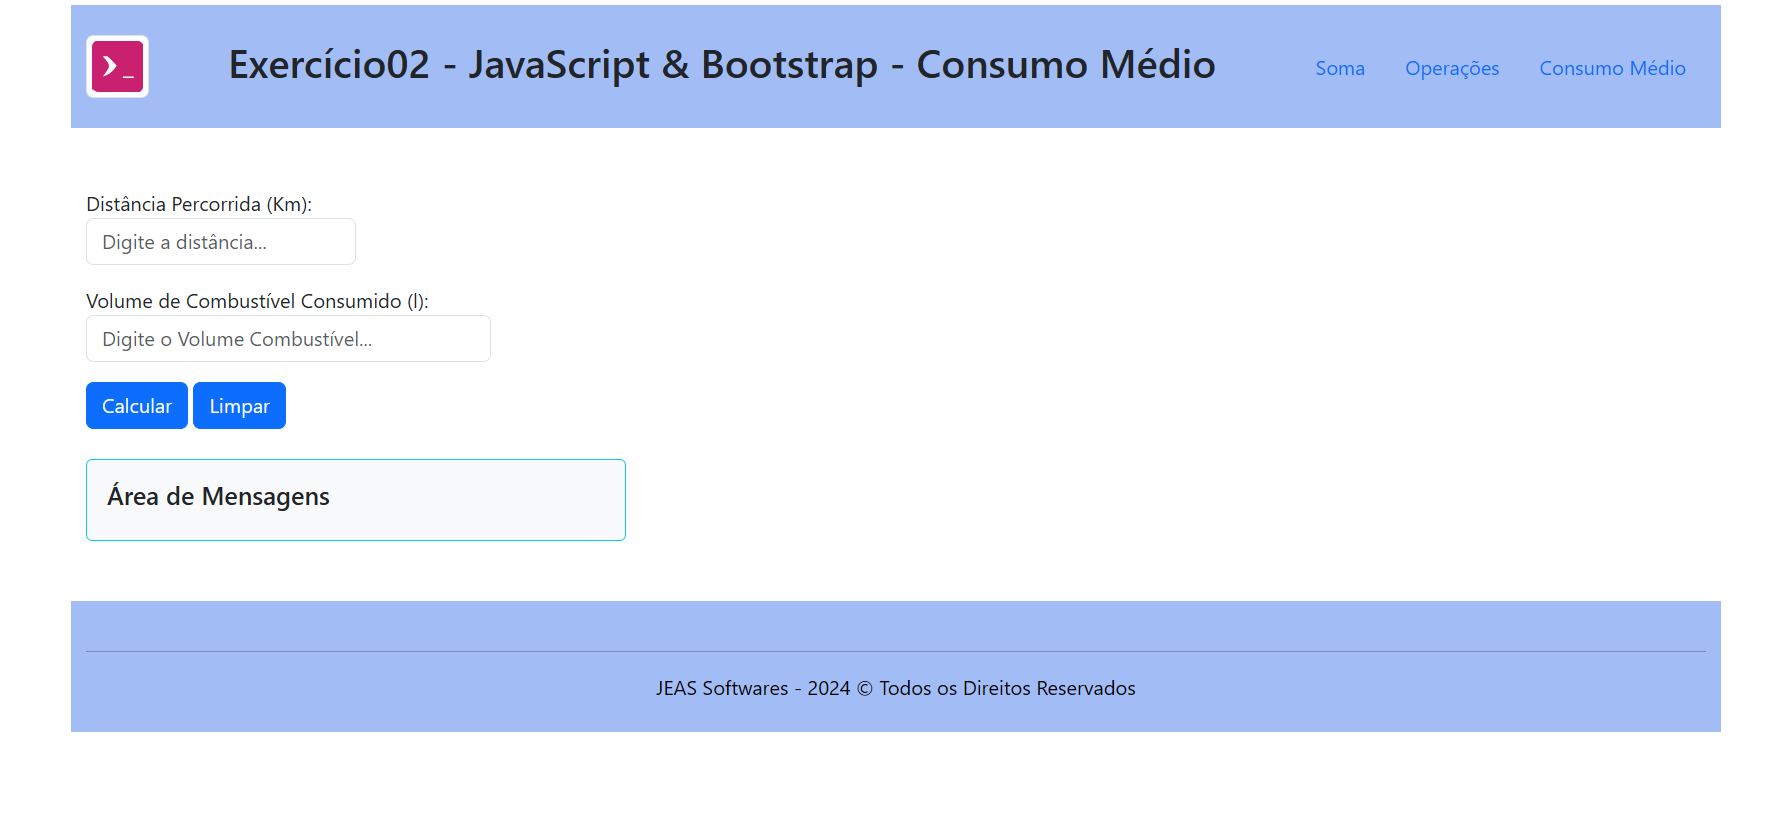 Exercício02 - JavaScript & Bootstrap - Consumo Médio
Soma Operações Consumo Médio
Distância Percorrida (Km):
Digite a distância...
Volume de Combustível Consumido (l):
Digite o Volume Combustível...
Calcular Limpar
Área de Mensagens
JEAS Softwares - 2024 © Todos os Direitos Reservados